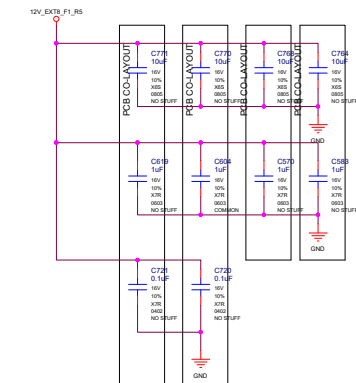 12V_EXT8_F1_R5
PCB CO-LAYOUT
PCB CO-LAYOUT
PCB CO-LAYOUT
PCB CO-LAYOUT
C771
10uF
16V
10%
X6S
0805
NO STUFF
C770
10uF
16V
10%
X6S
0805
NO STUFF
C768
10uF
16V
10%
X6S
0805
NO STUFF
C764
10uF
16V
10%
X6S
0805
NO STUFF
GND
C619
1uF
16V
10%
X7R
0603
NO STUFF
C604
1uF
16V
10%
X7R
0603
COMMON
C570
1uF
16V
10%
X7R
0603
NO STUFF
C583
1uF
16V
10%
X7R
0603
NO STUFF
GND
C721
0.1uF
16V
10%
X7R
0402
NO STUFF
C720
0.1uF
16V
10%
X7R
0402
NO STUFF
GND